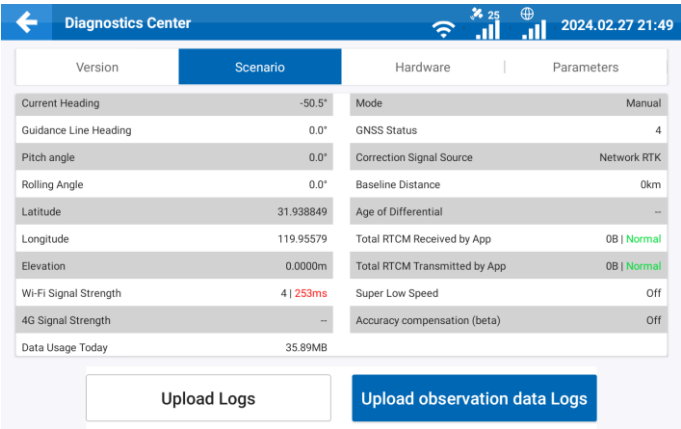 Diagnostics Center 25 2024.02.27 21:49
Version Scenario Hardware Parameters
Current Heading -50.5°
Guidance Line Heading 0.0°
Pitch angle 0.0°
Rolling Angle 0.0°
Latitude 31.938849
Longitude 119.95579
Elevation 0.0000m
Wi-Fi Signal Strength 4 | 253ms
4G Signal Strength --
Data Usage Today 35.89MB
Mode Manual
GNSS Status 4
Correction Signal Source Network RTK
Baseline Distance 0km
Age of Differential --
Total RTCM Received by App 0B | Normal
Total RTCM Transmitted by App 0B | Normal
Super Low Speed Off
Accuracy compensation (beta) Off
Upload Logs Upload observation data Logs